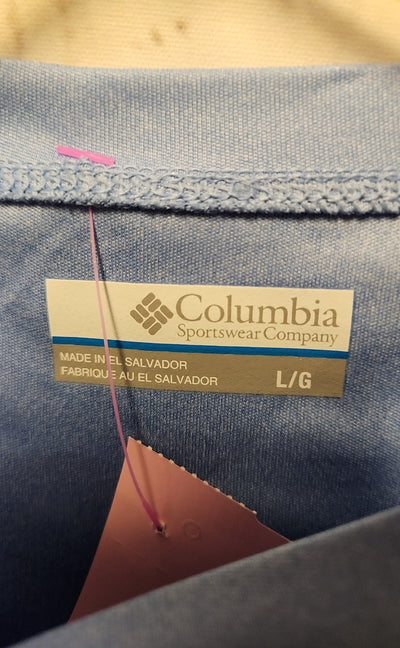 Columbia
Sportswear Company
MADE IN EL SALVADOR
FABRIQUE AU EL SALVADOR
L/G